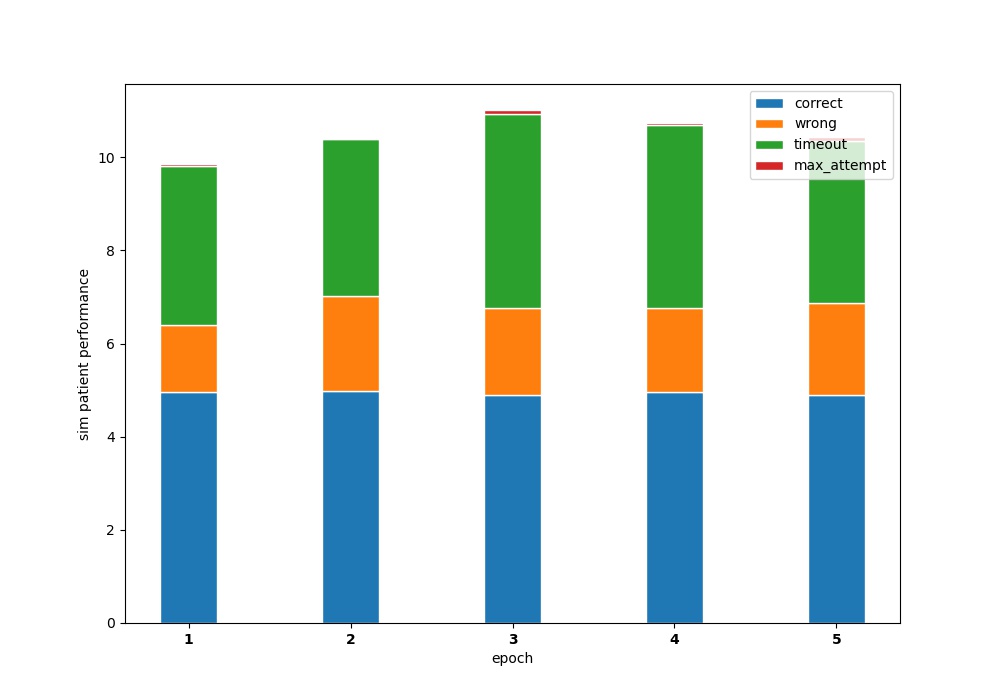 correct
wrong
timeout
max_attempt
10
8
6
4
2
0
sim patient performance
1 2 3 4 5
epoch